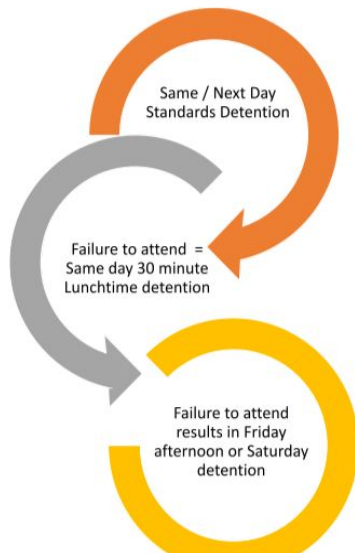 Same / Next Day
Standards Detention
Failure to attend =
Same day 30 minute
Lunchtime detention
Failure to attend
results in Friday
afternoon or Saturday
detention